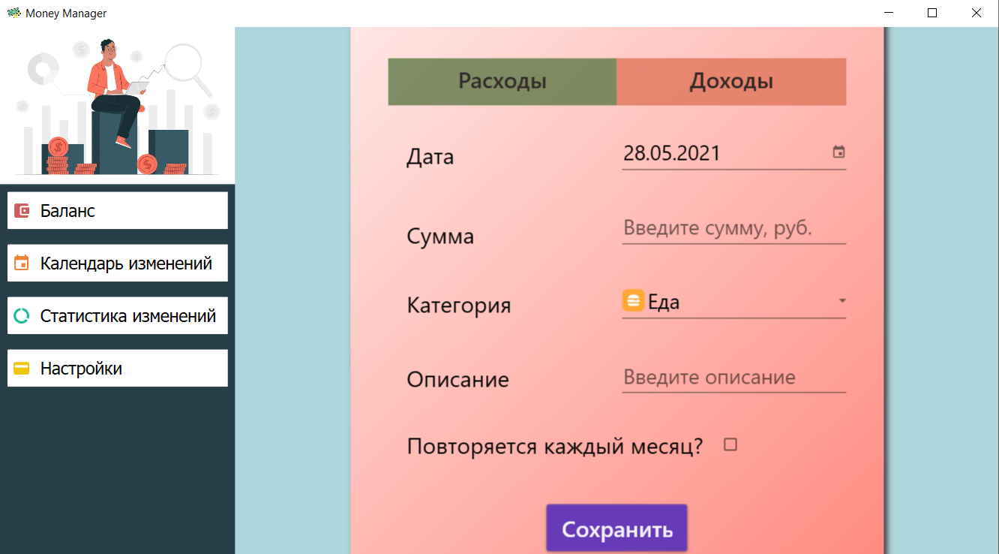 Money Manager
Баланс
Календарь изменений
Статистика изменений
Настройки
Расходы Доходы
Дата 28.05.2021
Сумма Введите сумму, руб.
Категория Еда
Описание Введите описание
Повторяется каждый месяц?
Сохранить